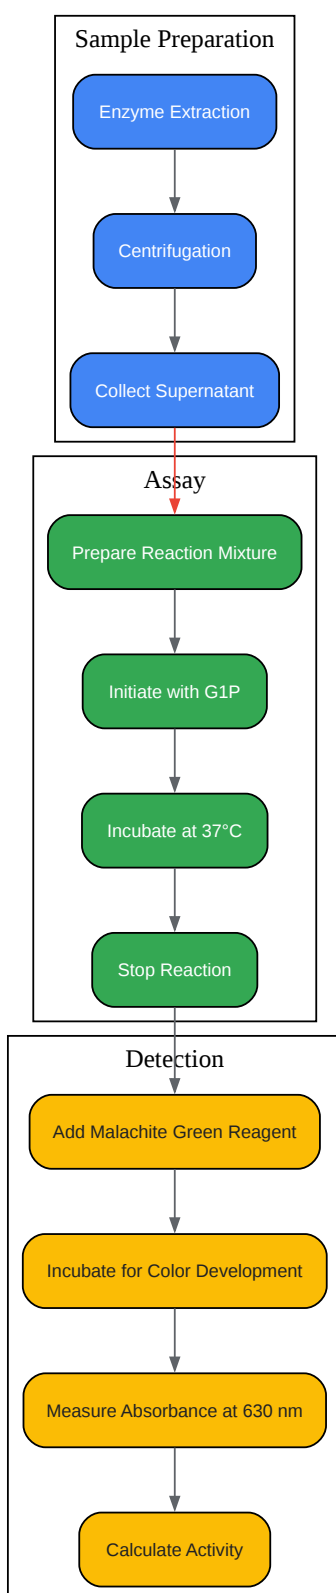 Sample Preparation
Enzyme Extraction
Centrifugation
Collect Supernatant
Assay
Prepare Reaction Mixture
Initiate with G1P
Incubate at 37°C
Stop Reaction
Detection
Add Malachite Green Reagent
Incubate for Color Development
Measure Absorbance at 630 nm
Calculate Activity